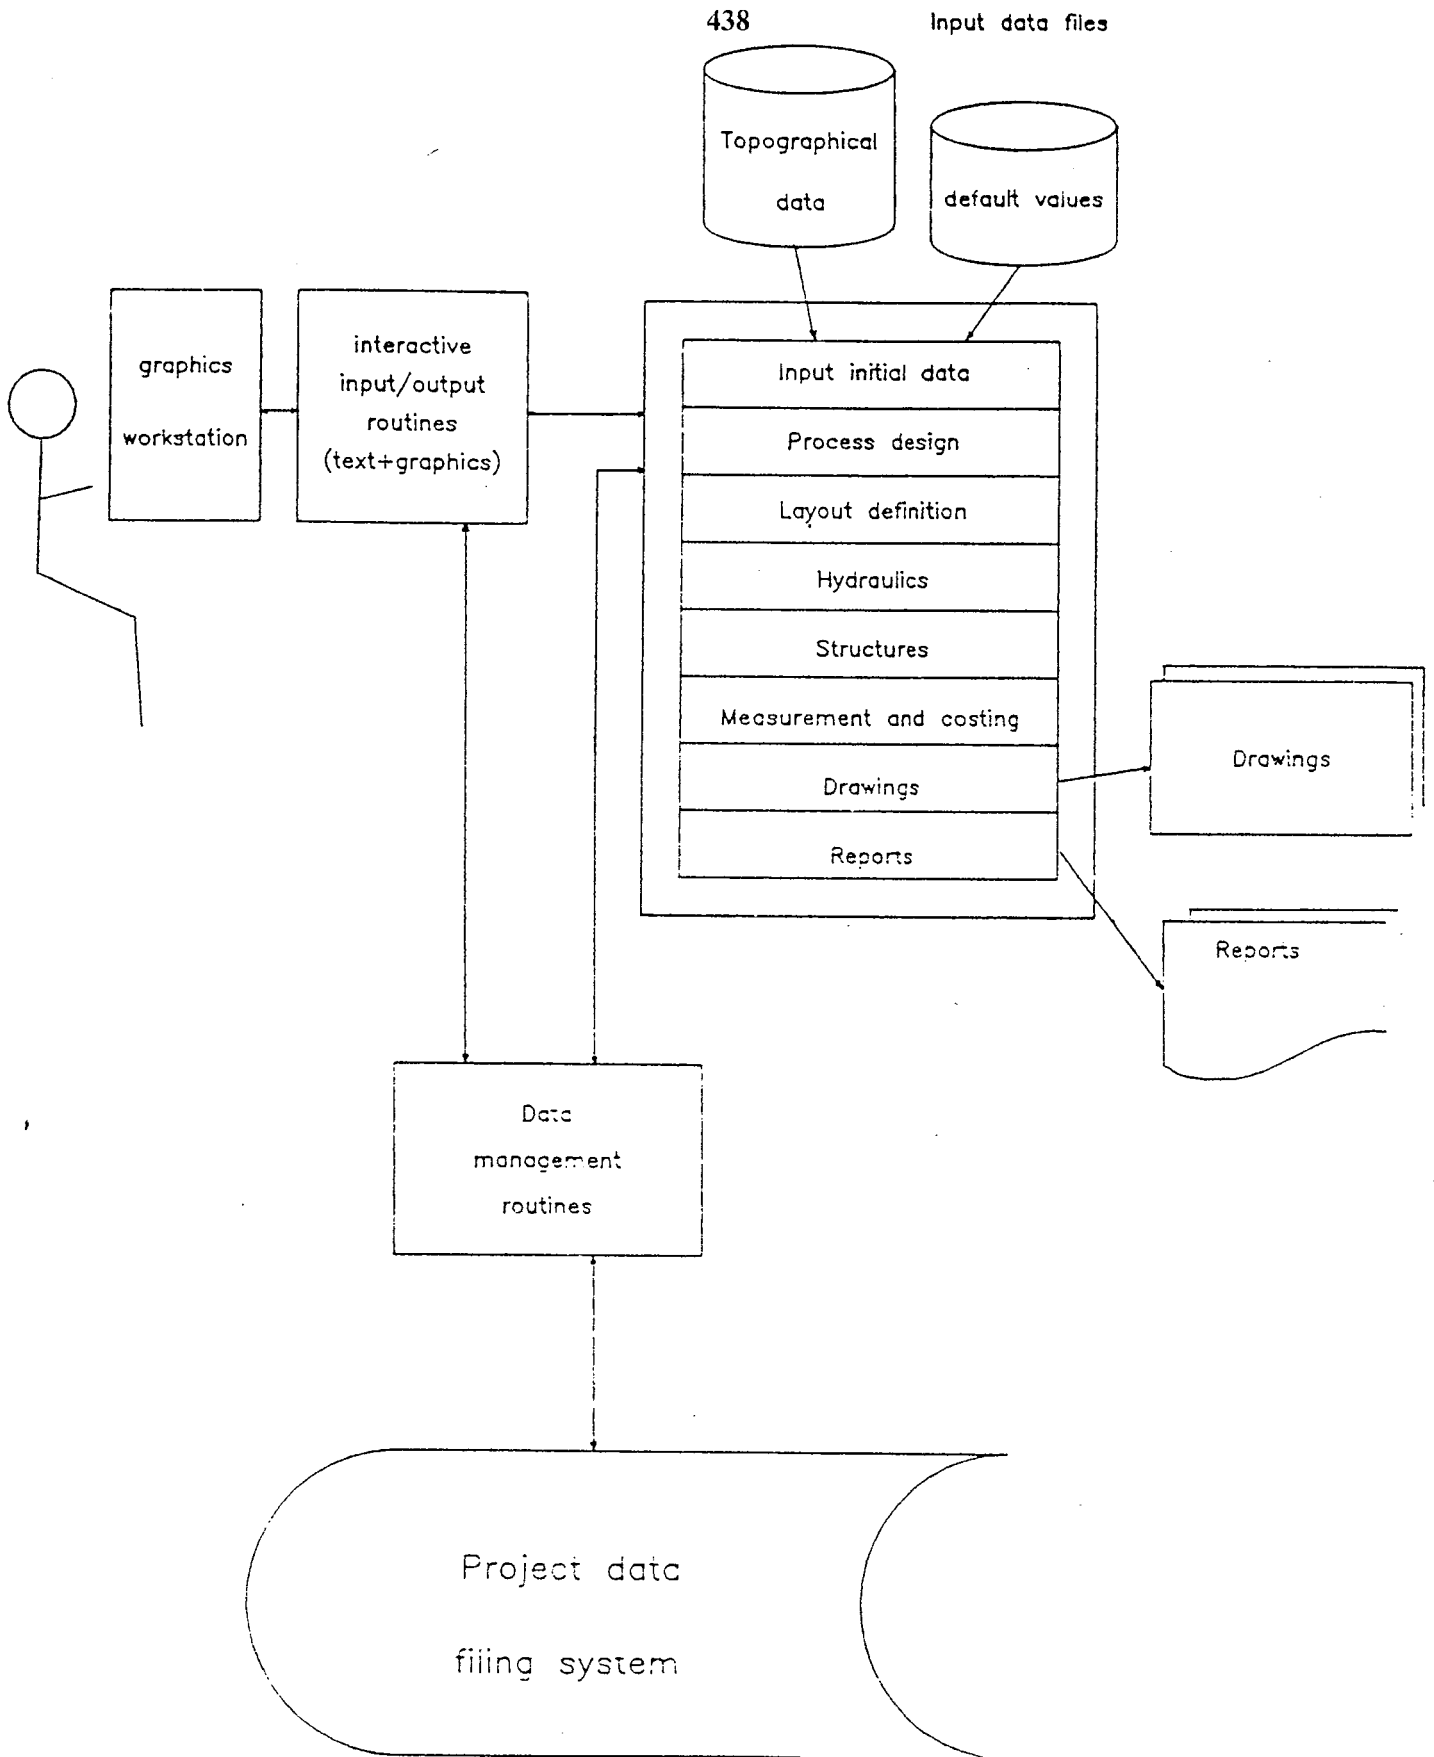 438
Input data files
Topographical
data
default values
graphics
workstation
interactive
input/output
routines
(text+graphics)
Input initial data
Process design
Layout definition
Hydraulics
Structures
Measurement and costing
Drawings
Reports
Drawings
Reports
Data
management
routines
Project data
filing system